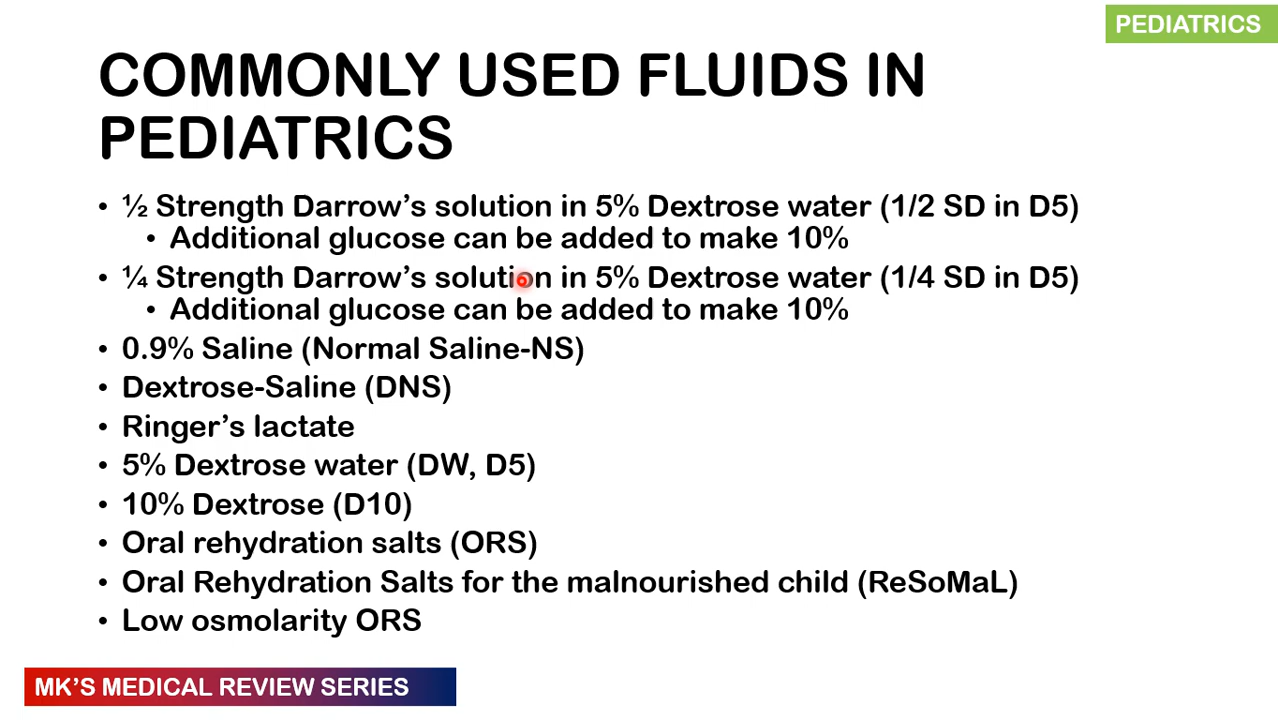 PEDIATRICS
COMMONLY USED FLUIDS IN
PEDIATRICS
• ½ Strength Darrow’s solution in 5% Dextrose water (1/2 SD in D5)
• Additional glucose can be added to make 10%
• ¼ Strength Darrow’s solution in 5% Dextrose water (1/4 SD in D5)
• Additional glucose can be added to make 10%
• 0.9% Saline (Normal Saline-NS)
• Dextrose-Saline (DNS)
• Ringer’s lactate
• 5% Dextrose water (DW, D5)
• 10% Dextrose (D10)
• Oral rehydration salts (ORS)
• Oral Rehydration Salts for the malnourished child (ReSoMaL)
• Low osmolarity ORS
MK’S MEDICAL REVIEW SERIES